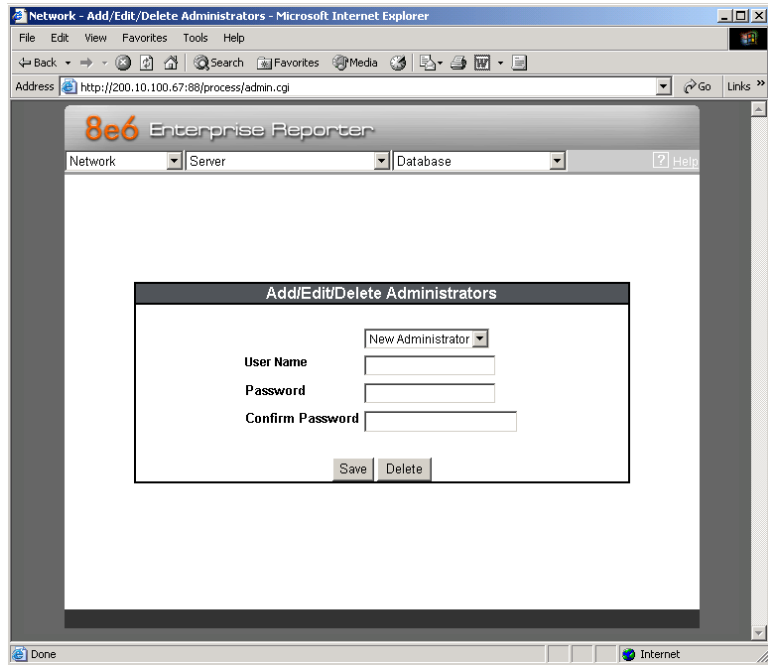 Network - Add/Edit/Delete Administrators - Microsoft Internet Explorer
File Edit View Favorites Tools Help
Back Search Favorites Media
Address http://200.10.100.67:88/process/admin.cgi Go Links »
8e6 Enterprise Reporter
Network Server Database ? Help
Add/Edit/Delete Administrators
New Administrator
User Name
Password
Confirm Password
Save Delete
Done Internet